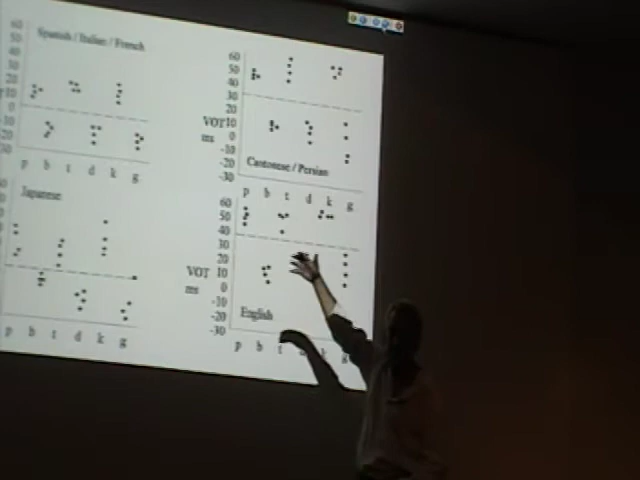 Spanish / Italian / French
60
50
40
30
20
10
0
-10
20
30
p b t d k g
60
50
40
30
20
VOT 10
ms 0
-10
-20
-30
Cantonese / Persian
p b t d k g
Japanese
p b t d k g
60
50
40
30
20
VOT 10
ms 0
-10
-20
-30
English
p b t g